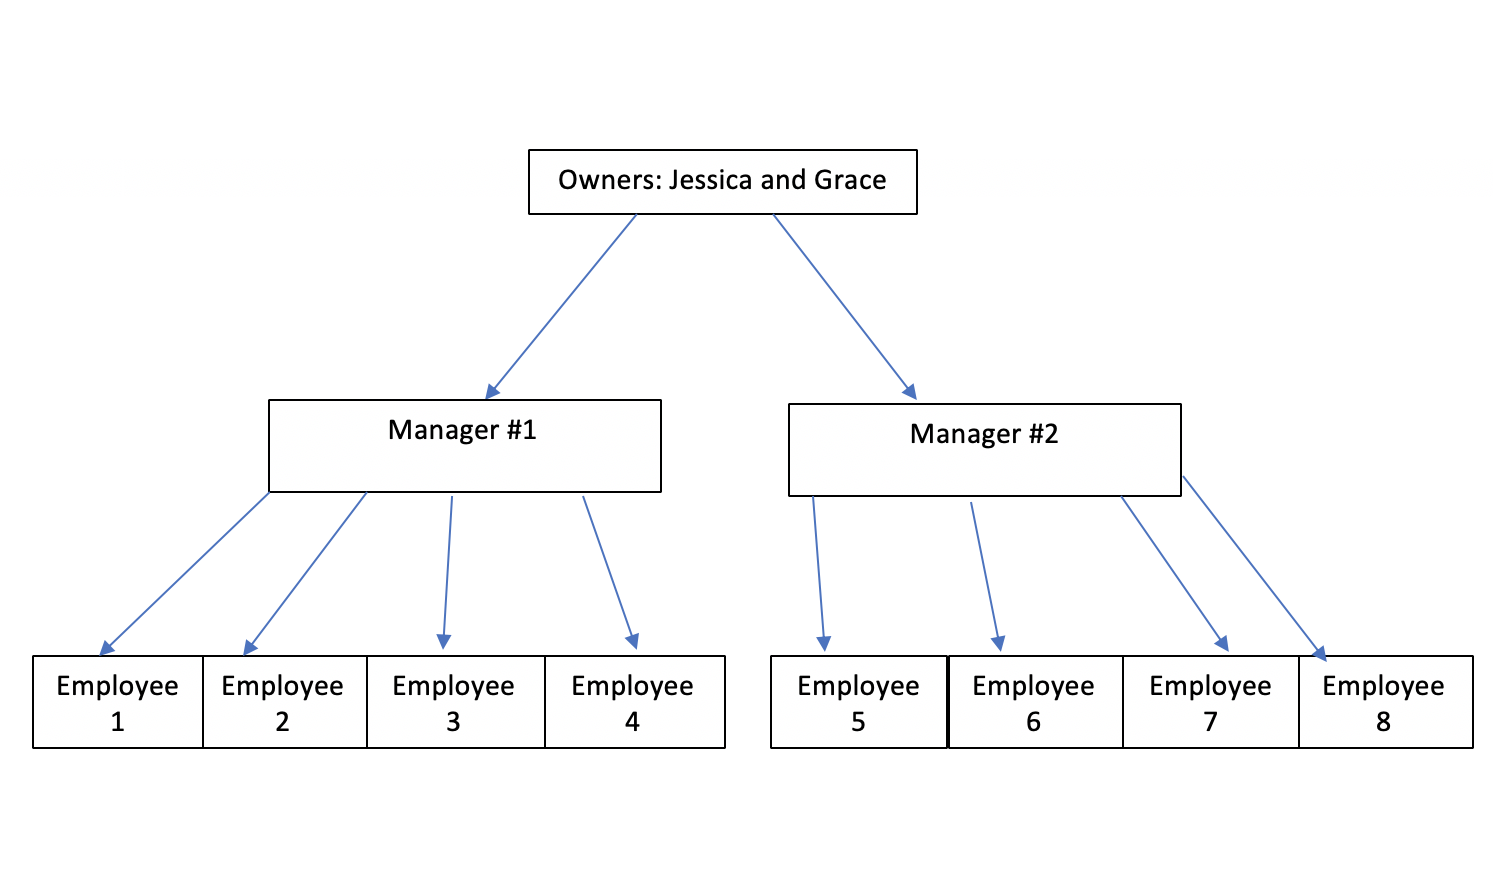 Owners: Jessica and Grace
Manager #1
Manager #2
Employee
1
Employee
2
Employee
3
Employee
4
Employee
5
Employee
6
Employee
7
Employee
8